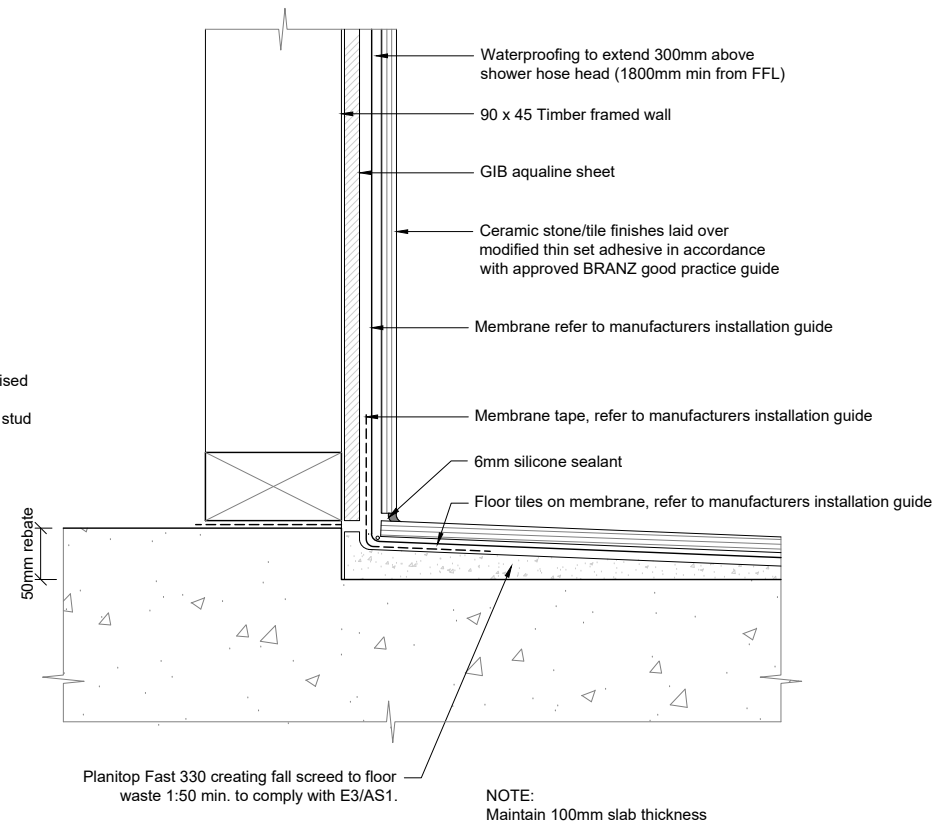 Waterproofing to extend 300mm above
shower hose head (1800mm min from FFL)
90 x 45 Timber framed wall
GIB aqualine sheet
Ceramic stone/tile finishes laid over
modified thin set adhesive in accordance
with approved BRANZ good practice guide
Membrane refer to manufacturers installation guide
ised
stud
Membrane tape, refer to manufacturers installation guide
6mm silicone sealant
Floor tiles on membrane, refer to manufacturers installation guide
50mm rebate
Planitop Fast 330 creating fall screed to floor
waste 1:50 min. to comply with E3/AS1.
NOTE:
Maintain 100mm slab thickness